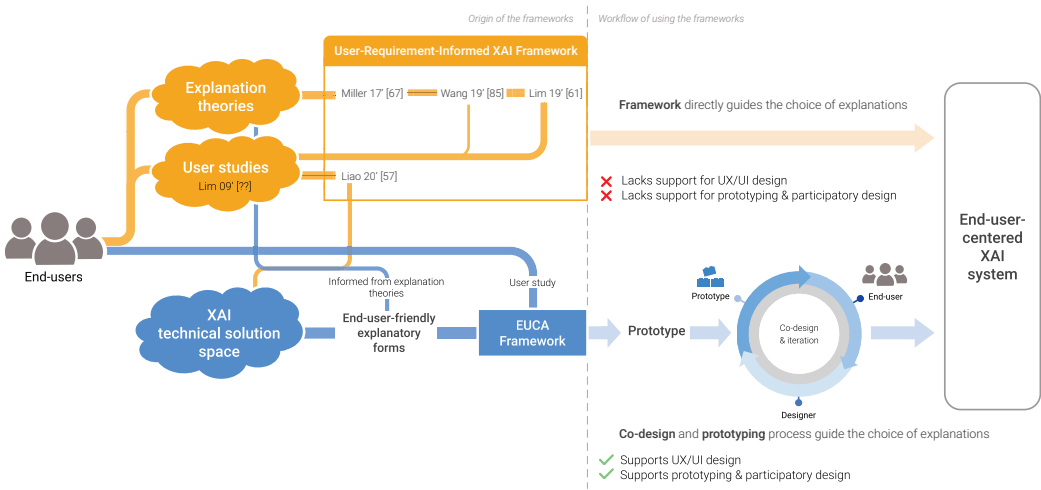 Origin of the frameworks
Workflow of using the frameworks
User-Requirement-Informed XAI Framework
Explanation
theories
Miller 17' [67]
Wang 19' [85]
Lim 19' [61]
User studies
Lim 09' [??]
Liao 20' [57]
End-users
Informed from explanation
theories
User study
XAI
technical solution
space
End-user-friendly
explanatory
forms
EUCA
Framework
Framework directly guides the choice of explanations
Lacks support for UX/UI design
Lacks support for prototyping & participatory design
Prototype
Prototype
End-user
Co-design
& iteration
Designer
Co-design and prototyping process guide the choice of explanations
Supports UX/UI design
Supports prototyping & participatory design
End-user-
centered
XAI
system